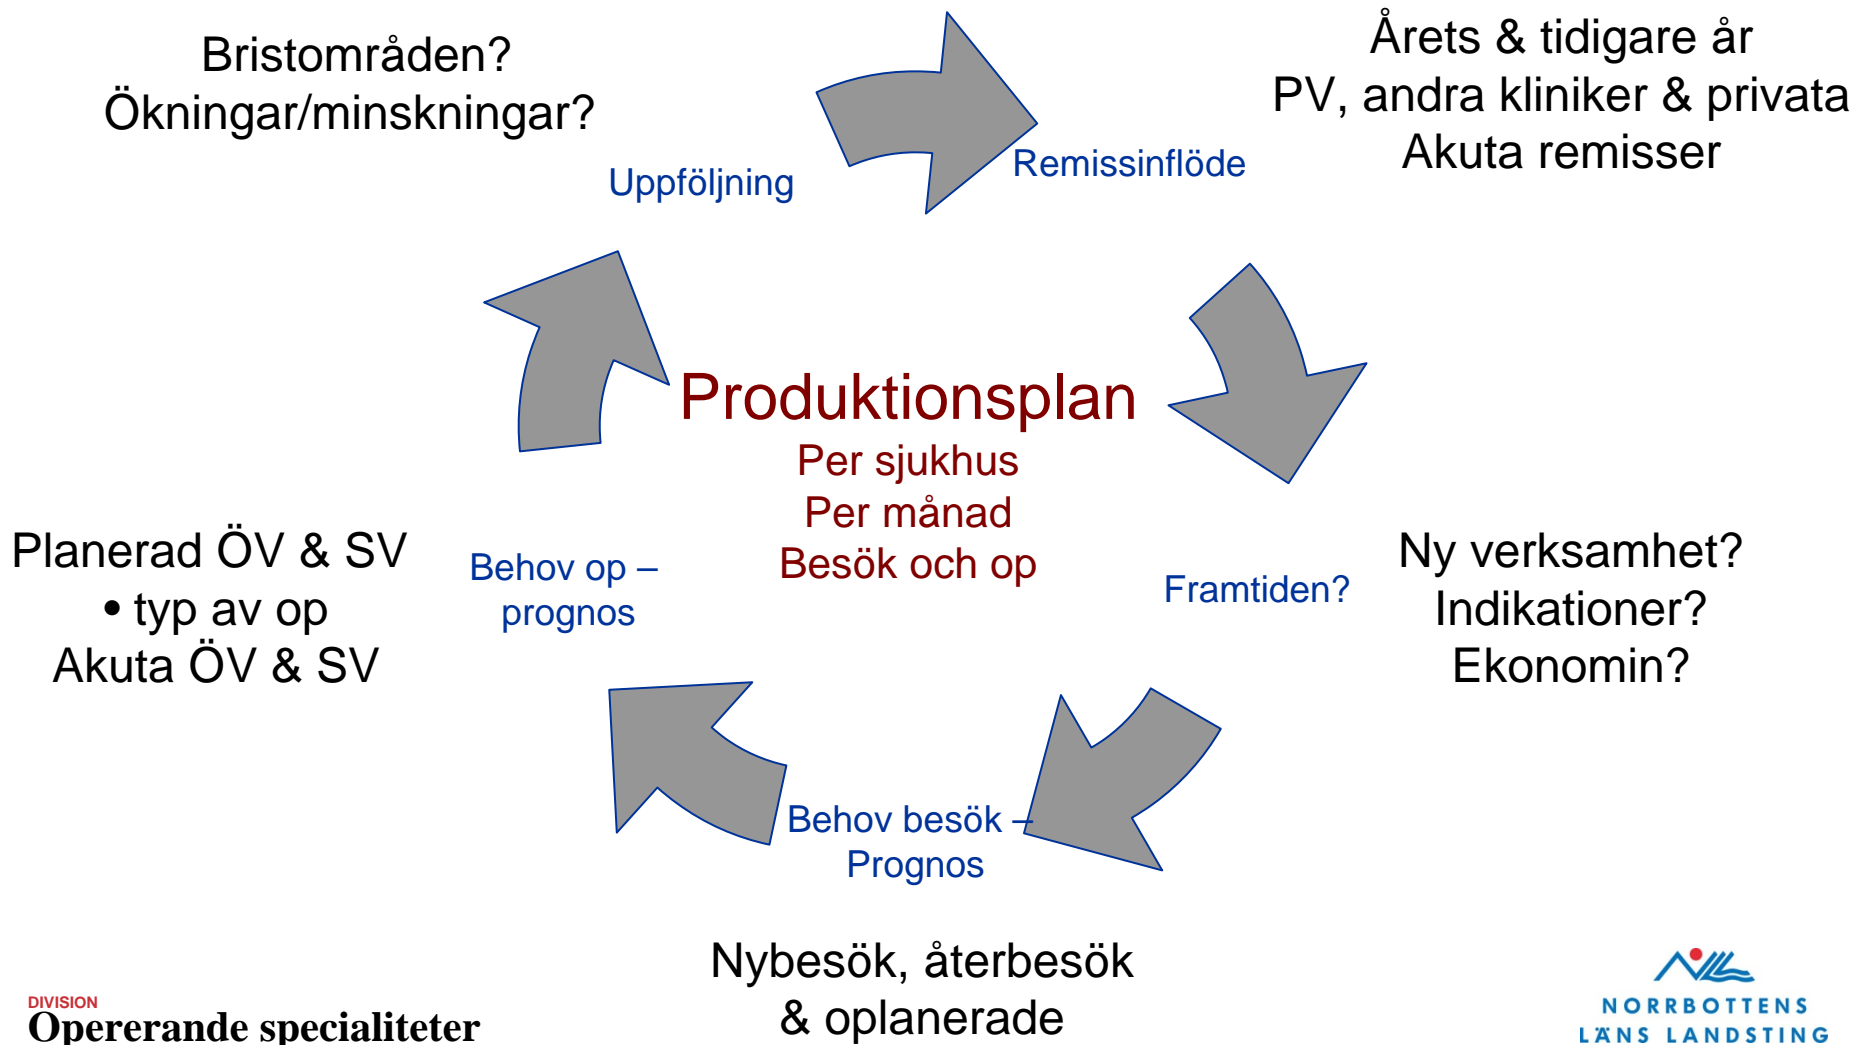 Bristområden?
Ökningar/minskningar?
Uppföljning
Årets & tidigare år
PV, andra kliniker & privata
Akuta remisser
Remissinflöde
Produktionsplan
Per sjukhus
Per månad
Besök och op
Planerad ÖV & SV
• typ av op
Akuta ÖV & SV
Behov op –
prognos
Framtiden?
Ny verksamhet?
Indikationer?
Ekonomin?
Behov besök –
Prognos
Nybesök, återbesök
& oplanerade
DIVISION
Opererande specialiteter
NORRBOTTENS
LÄNS LANDSTING